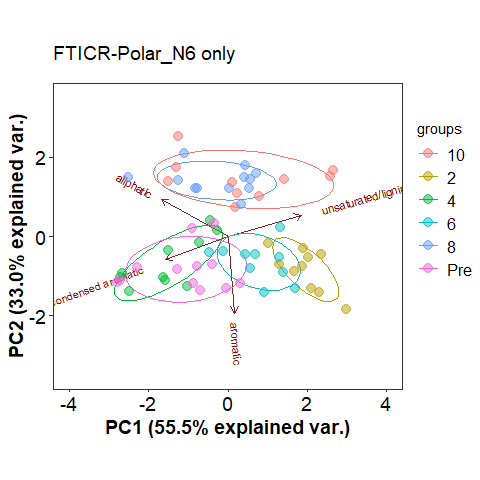 FTICR-Polar_N6 only
PC2 (33.0% explained var.)
2
0
-2
aliphatic
unsaturated/lignin
condensed aromatic
aromatic
-4
-2
0
2
4
PC1 (55.5% explained var.)
groups
10
2
4
6
8
Pre